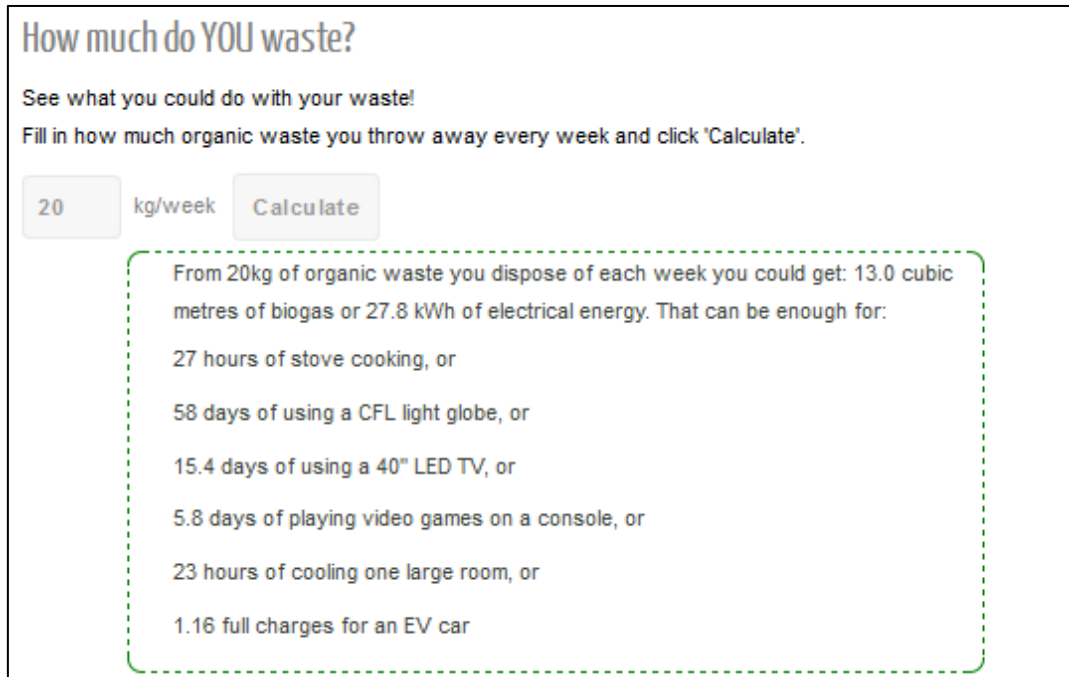 How much do YOU waste?
See what you could do with your waste!
Fill in how much organic waste you throw away every week and click 'Calculate'.
20 kg/week Calculate
From 20kg of organic waste you dispose of each week you could get: 13.0 cubic
metres of biogas or 27.8 kWh of electrical energy. That can be enough for:
27 hours of stove cooking, or
58 days of using a CFL light globe, or
15.4 days of using a 40" LED TV, or
5.8 days of playing video games on a console, or
23 hours of cooling one large room, or
1.16 full charges for an EV car